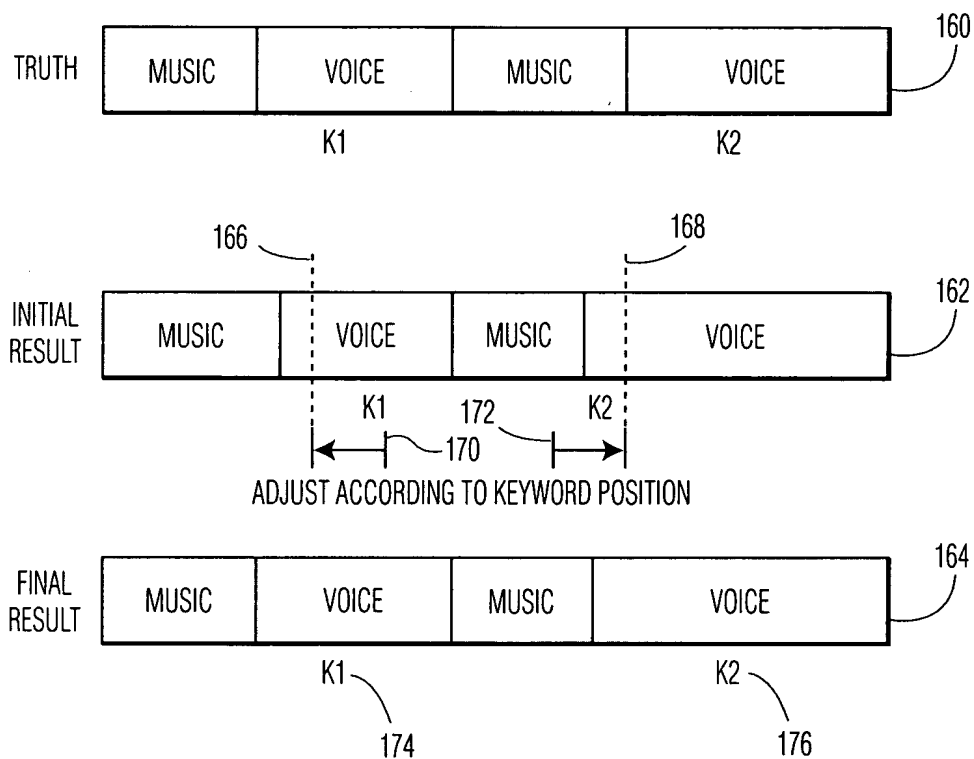 160
TRUTH MUSIC VOICE MUSIC VOICE
K1 K2
166 168
162
INITIAL
RESULT
MUSIC VOICE MUSIC VOICE
K1 172 K2
170
ADJUST ACCORDING TO KEYWORD POSITION
164
FINAL
RESULT
MUSIC VOICE MUSIC VOICE
K1 K2
174 176